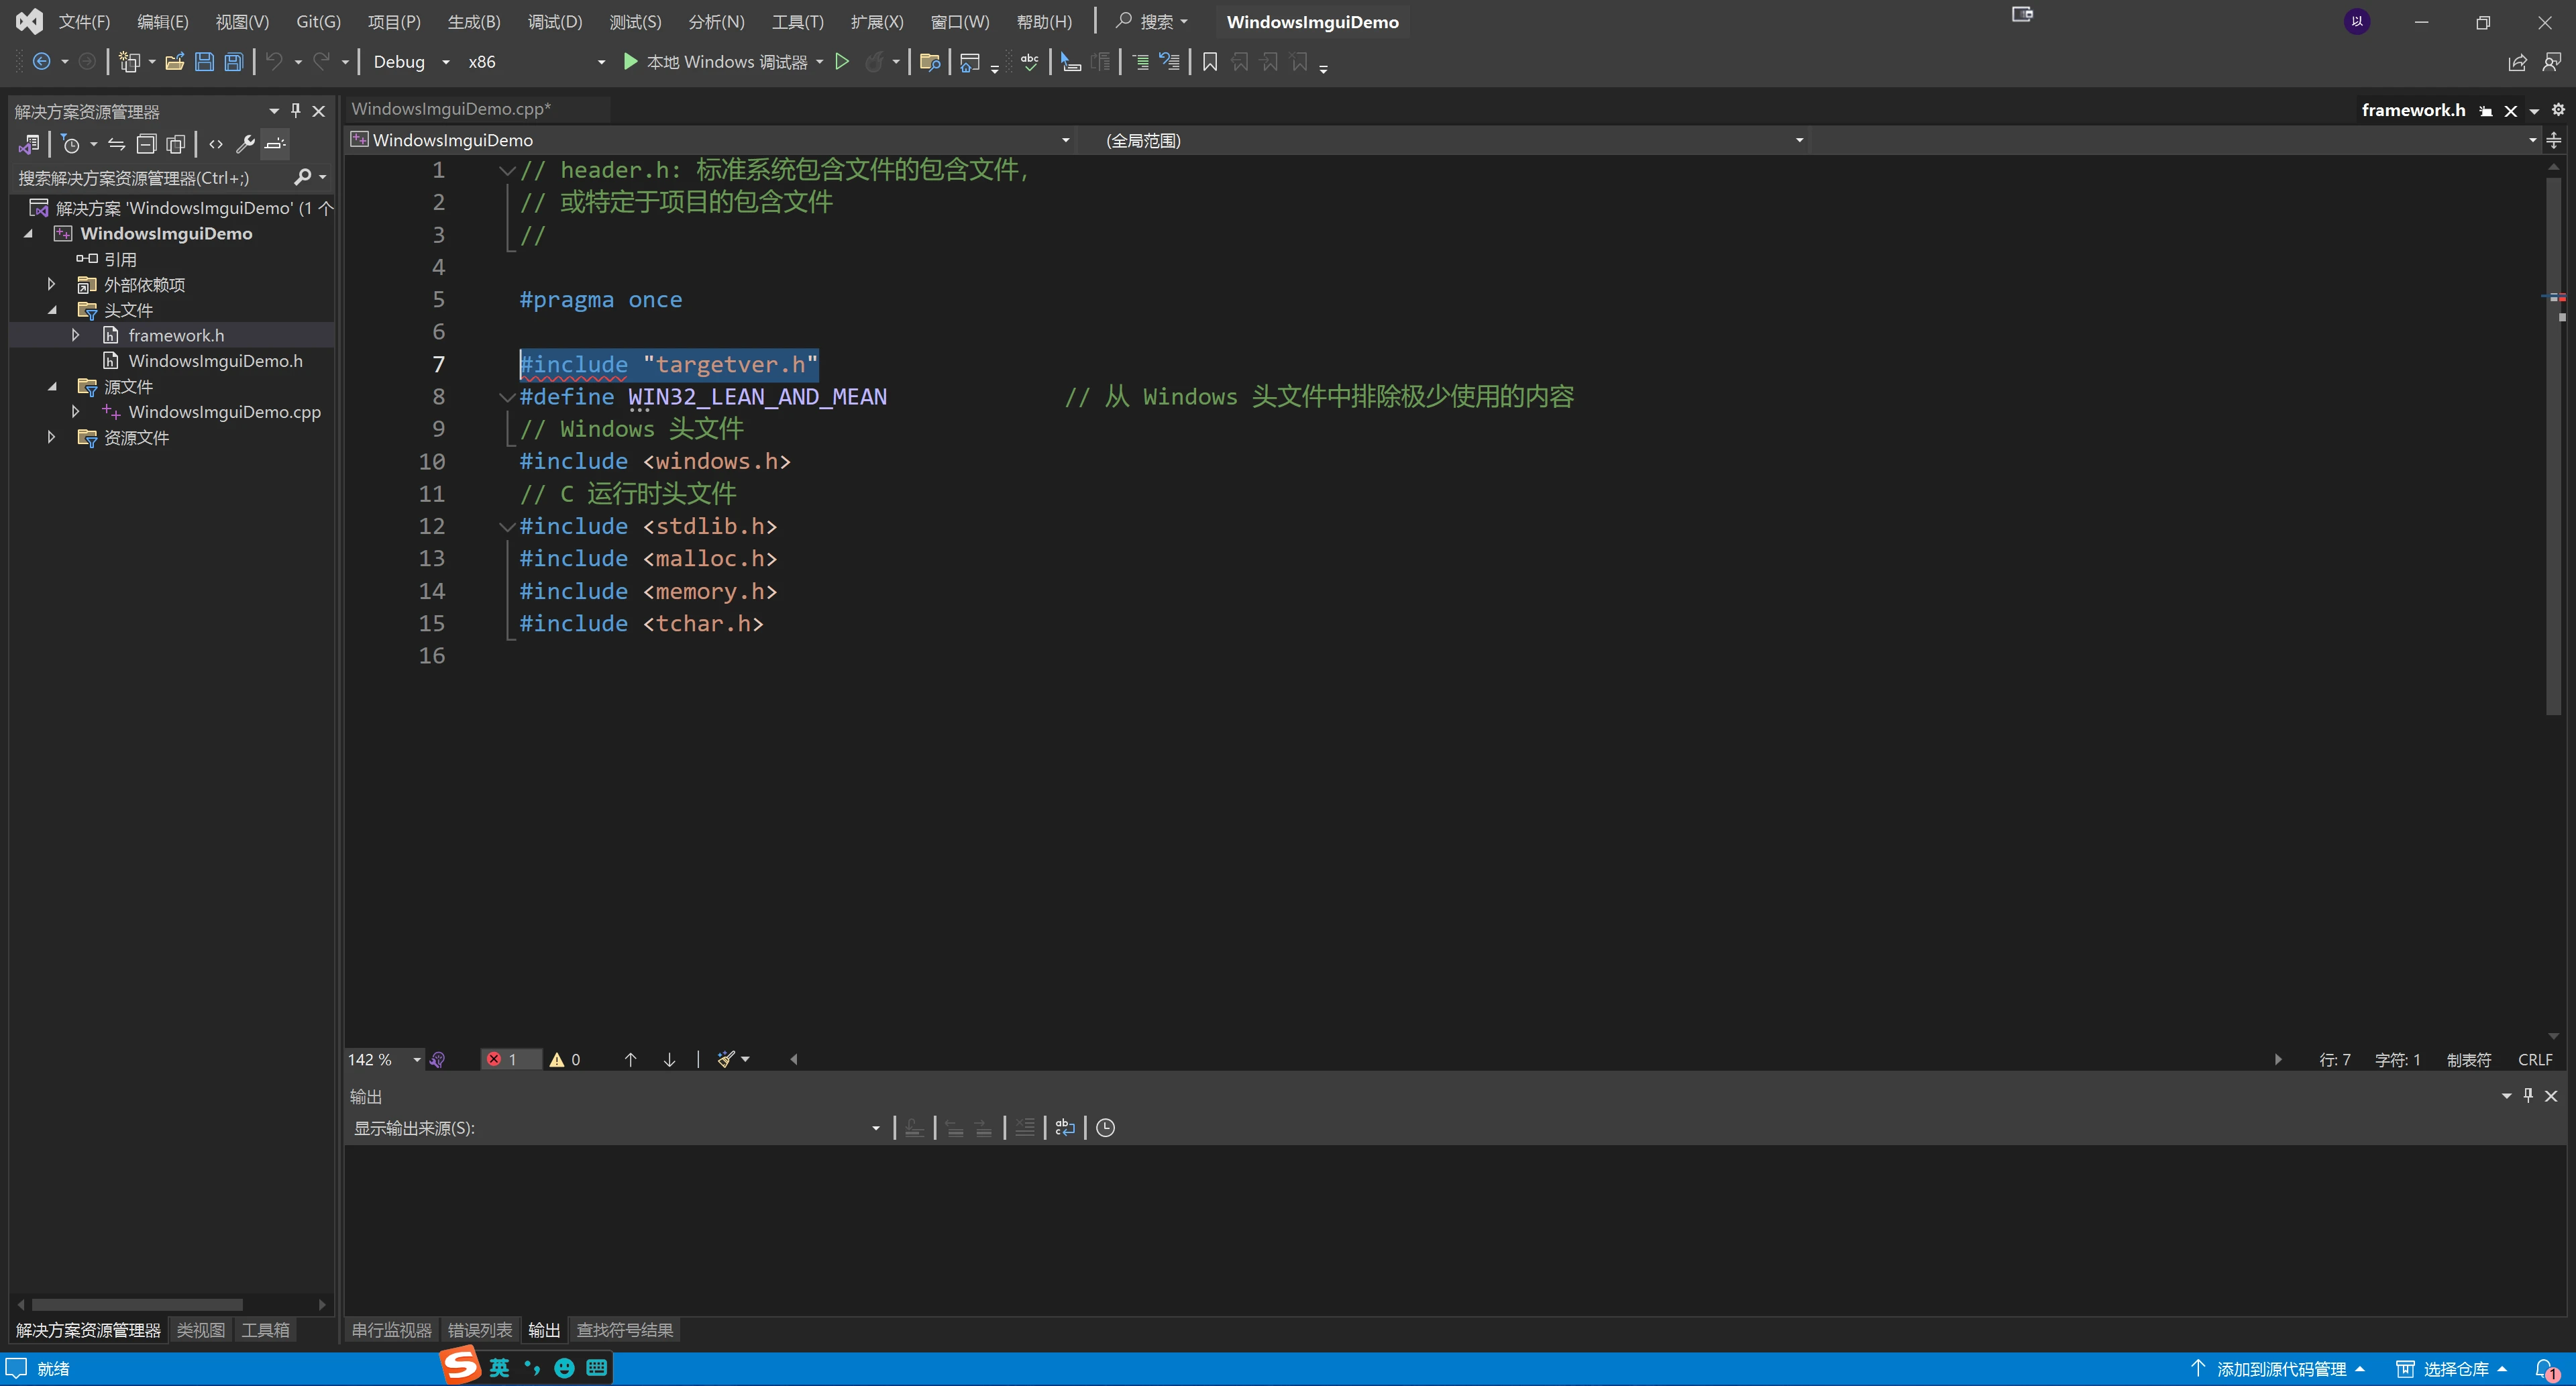 文件(F) 编辑(E) 视图(V) Git(G) 项目(P) 生成(B) 调试(D) 测试(S) 分析(N) 工具(T) 扩展(X) 窗口(W) 帮助(H) 搜索 WindowsImguiDemo 以
Debug x86 本地 Windows 调试器
解决方案资源管理器
搜索解决方案资源管理器(Ctrl+;)
解决方案 'WindowsImguiDemo' (1 个
WindowsImguiDemo
引用
外部依赖项
头文件
framework.h
WindowsImguiDemo.h
源文件
WindowsImguiDemo.cpp
资源文件
解决方案资源管理器 类视图 工具箱
WindowsImguiDemo.cpp* framework.h
WindowsImguiDemo (全局范围)
1 // header.h: 标准系统包含文件的包含文件,
2 // 或特定于项目的包含文件
3 //
4
5 #pragma once
6
7 #include "targetver.h"
8 #define WIN32_LEAN_AND_MEAN // 从 Windows 头文件中排除极少使用的内容
9 // Windows 头文件
10 #include <windows.h>
11 // C 运行时头文件
12 #include <stdlib.h>
13 #include <malloc.h>
14 #include <memory.h>
15 #include <tchar.h>
16
142 % 1 0 行: 7 字符: 1 制表符 CRLF
输出
显示输出来源(S):
串行监视器 错误列表 输出 查找符号结果
就绪 S 英 添加到源代码管理 选择仓库 1